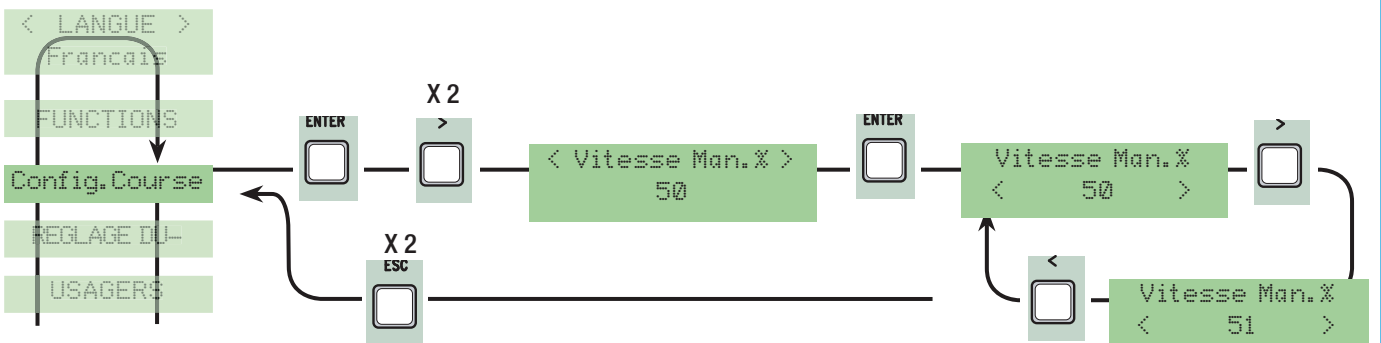 < LANGUE >
Francais
FUNCTIONS
Config.Course
REGLAGE DU-
USAGERS
ENTER
X 2
>
< Vitesse Man.% >
50
ENTER
Vitesse Man.%
< 50 >
>
X 2
ESC
<
Vitesse Man.%
< 51 >